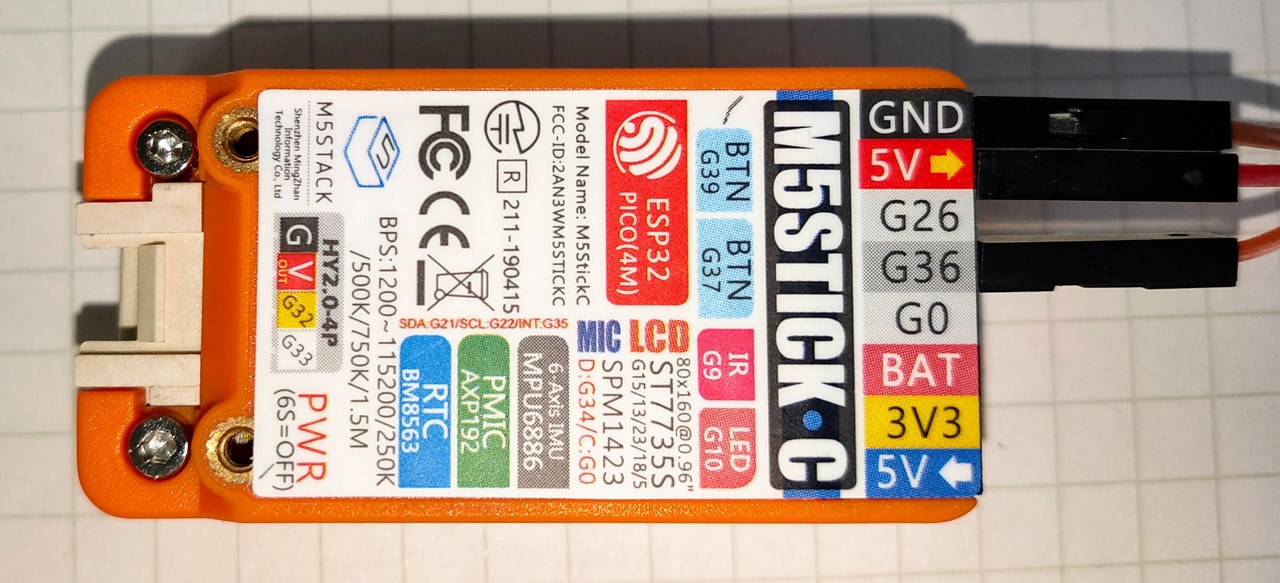 GND
5V
G26
G36
G0
BAT
3V3
5V
M5STICK·C
BTN
G39
BTN
G37
IR
G9
LED
G10
ESP32
PICO(4M)
LCD
80x160@0.96"
ST7735S
G15/13/23/18/5
MIC
SPM1423
D:G34/C:G0
Model Name: M5StickC
FCC-ID:2AN3WM5STICKC
6 AXIS IMU
MPU6886
R 211-190415
SDA:G21/SCL:G22/INT:G35
PMIC
AXP192
RTC
BM8563
FC CE
BPS:1200~115200/250K
/500K/750K/1.5M
5
M5STACK
Shenzhen MingZhan
Information
Technology Co., Ltd
HY2.0-4P
G
V
OUT
G32
G33
PWR
(6S=OFF)